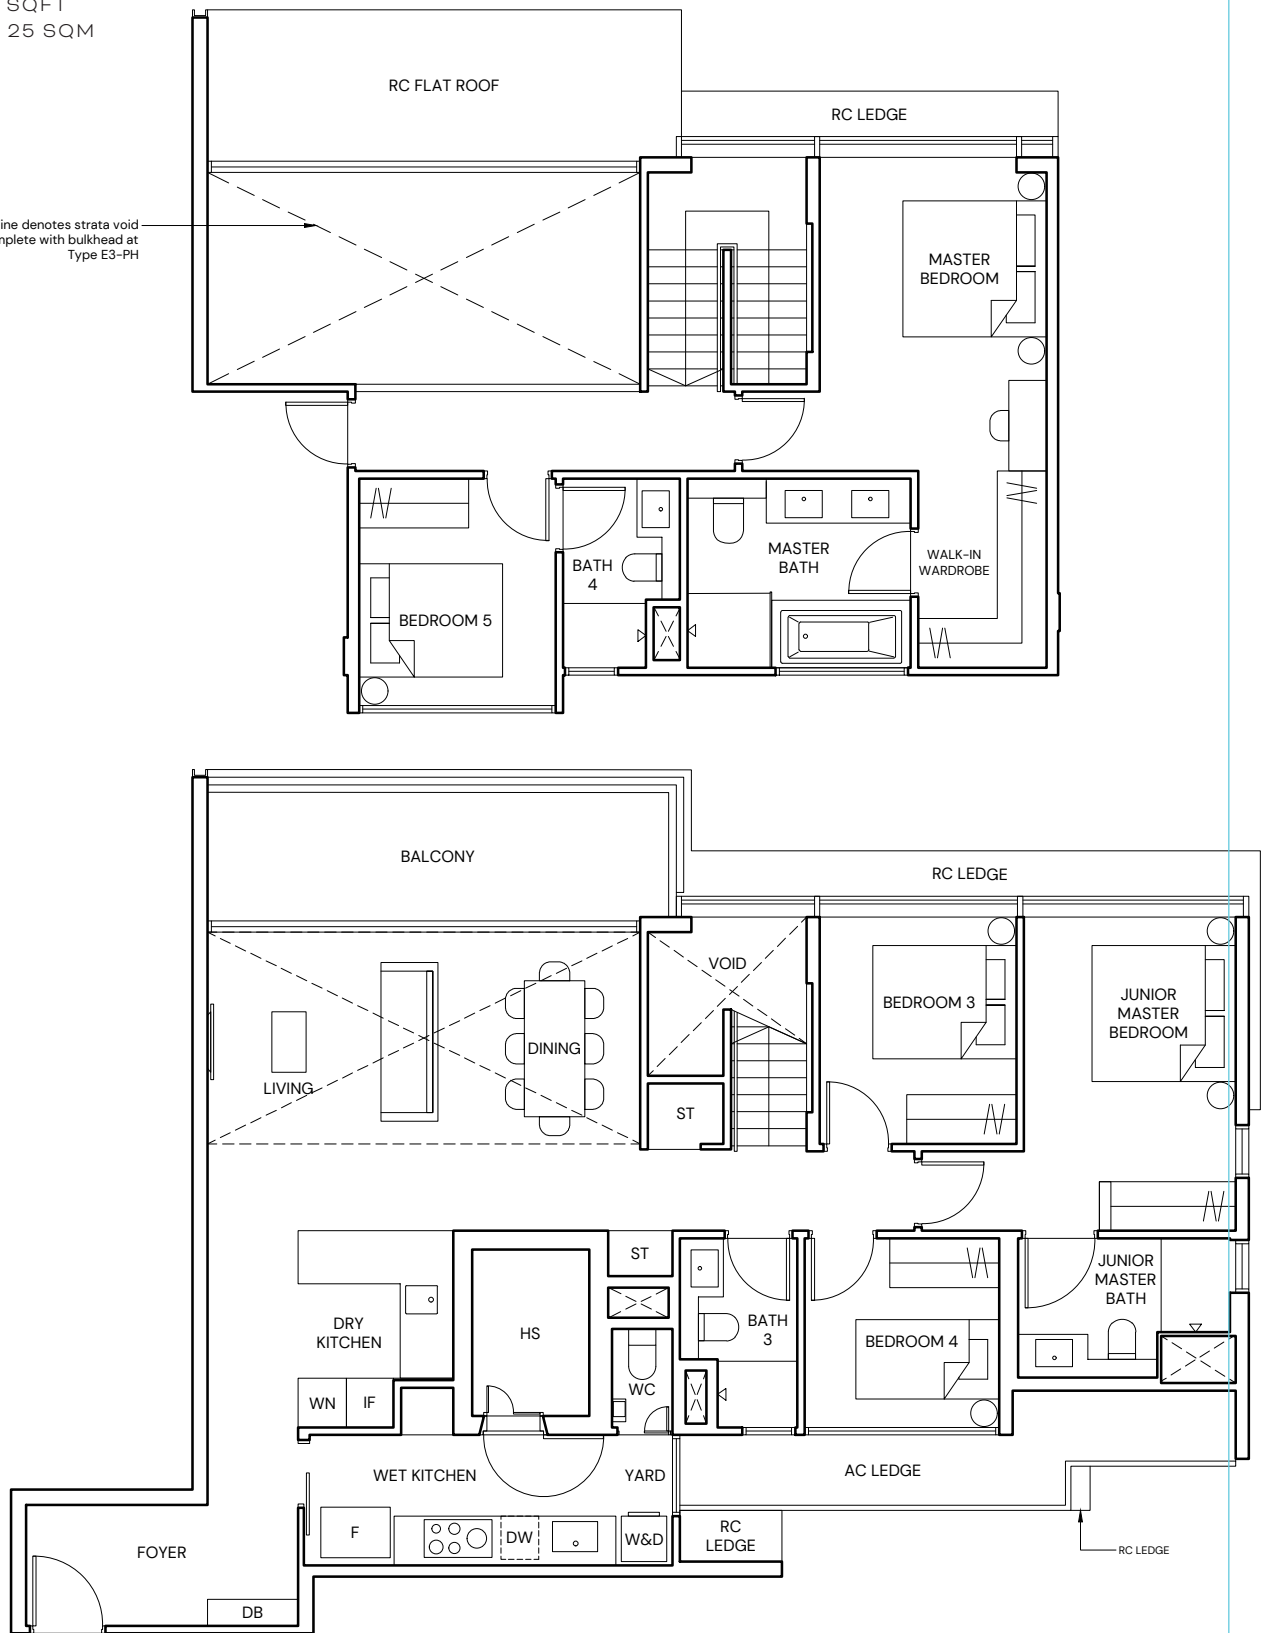 SQFT
25 SQM
RC FLAT ROOF
RC LEDGE
ine denotes strata void
nplete with bulkhead at
Type E3-PH
MASTER
BEDROOM
BATH
4
MASTER
BATH
WALK-IN
WARDROBE
BEDROOM 5
BALCONY
RC LEDGE
VOID
BEDROOM 3
JUNIOR
MASTER
BEDROOM
DINING
LIVING
ST
ST
JUNIOR
MASTER
BATH
DRY
KITCHEN
HS
BATH
3
BEDROOM 4
WC
WN
IF
WET KITCHEN
YARD
AC LEDGE
F
DW
W&D
RC
LEDGE
FOYER
RC LEDGE
DB